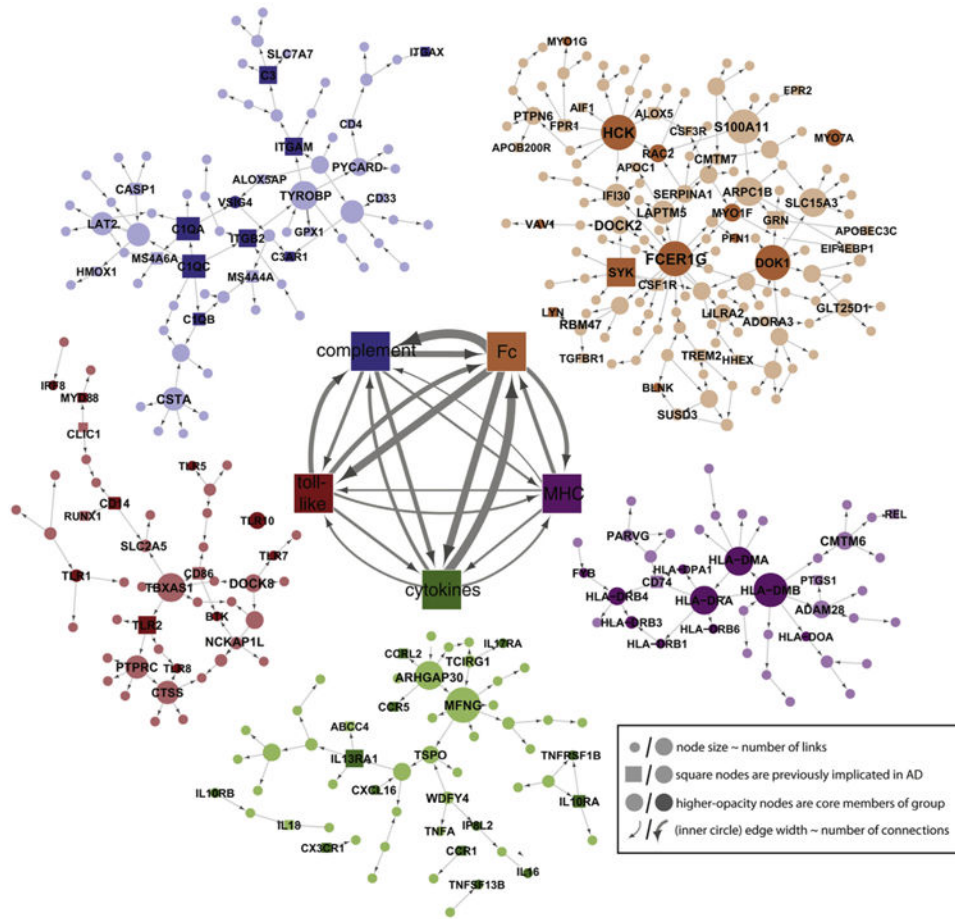 SLC7A7
C3
ITGAX
CD4
ITGAM
PYCARD
ALOX5AP
CASP1
TYROBP
CD33
VSIG4
LAT2
C1QA
GPX1
ITGB2
MS4A6A
C1QC
C3AR1
HMOX1
MS4A4A
C1QB
CSTA
MYO1G
EPR2
AIF1
ALOX5
PTPN6
S100A11
FPR1
HCK
CSF3R
MYO7A
APOB200R
RAC2
CMTM7
APOC1
IFI30
SERPINA1
ARPC1B
SLC15A3
LAPTM5
MYO1F
VAV1
DOCK2
GRN
APOBEC3C
PFN1
EIF4EBP1
FCER1G
DOK1
SYK
CSF1R
LILRA2
GLT25D1
LYN
RBM47
ADORA3
TREM2
HHEX
TGFBR1
BLNK
SUSD3
complement
Fc
toll-
like
MHC
cytokines
MYD88
CLIC1
TLR5
CD14
RUNX1
TLR10
SLC2A5
TLR7
TLR1
CD86
TBXAS1
DOCK8
BTK
TLR2
NCKAP1L
PTPRC
TLR8
CTSS
REL
PARVG
CMTM6
HLA-DMA
FYB
HLA-DPA1
CD74
PTGS1
HLA-DRB4
HLA-DRA
HLA-DMB
ADAM28
HLA-DRB3
HLA-DRB6
HLA-DOA
HLA-DRB1
IL17RA
CCRL2
TCIRG1
ARHGAP30
CCR5
MFNG
ABCC4
TSPO
IL13RA1
TNFRSF1B
CXCL16
IL10RB
WDFY4
IL10RA
IL18
TNFA
CX3CR1
CCR1
IL16
TNFSF13B
/ node size ~ number of links
/ square nodes are previously implicated in AD
/ higher-opacity nodes are core members of group
/ (inner circle) edge width ~ number of connections